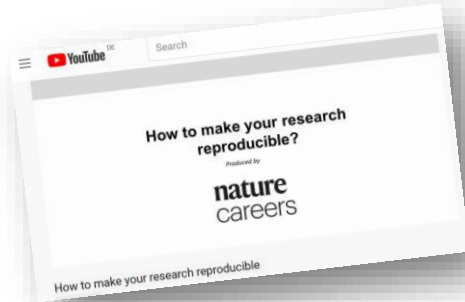 YouTube DE
Search
How to make your research
reproducible?
Produced by
nature
careers
How to make your research reproducible